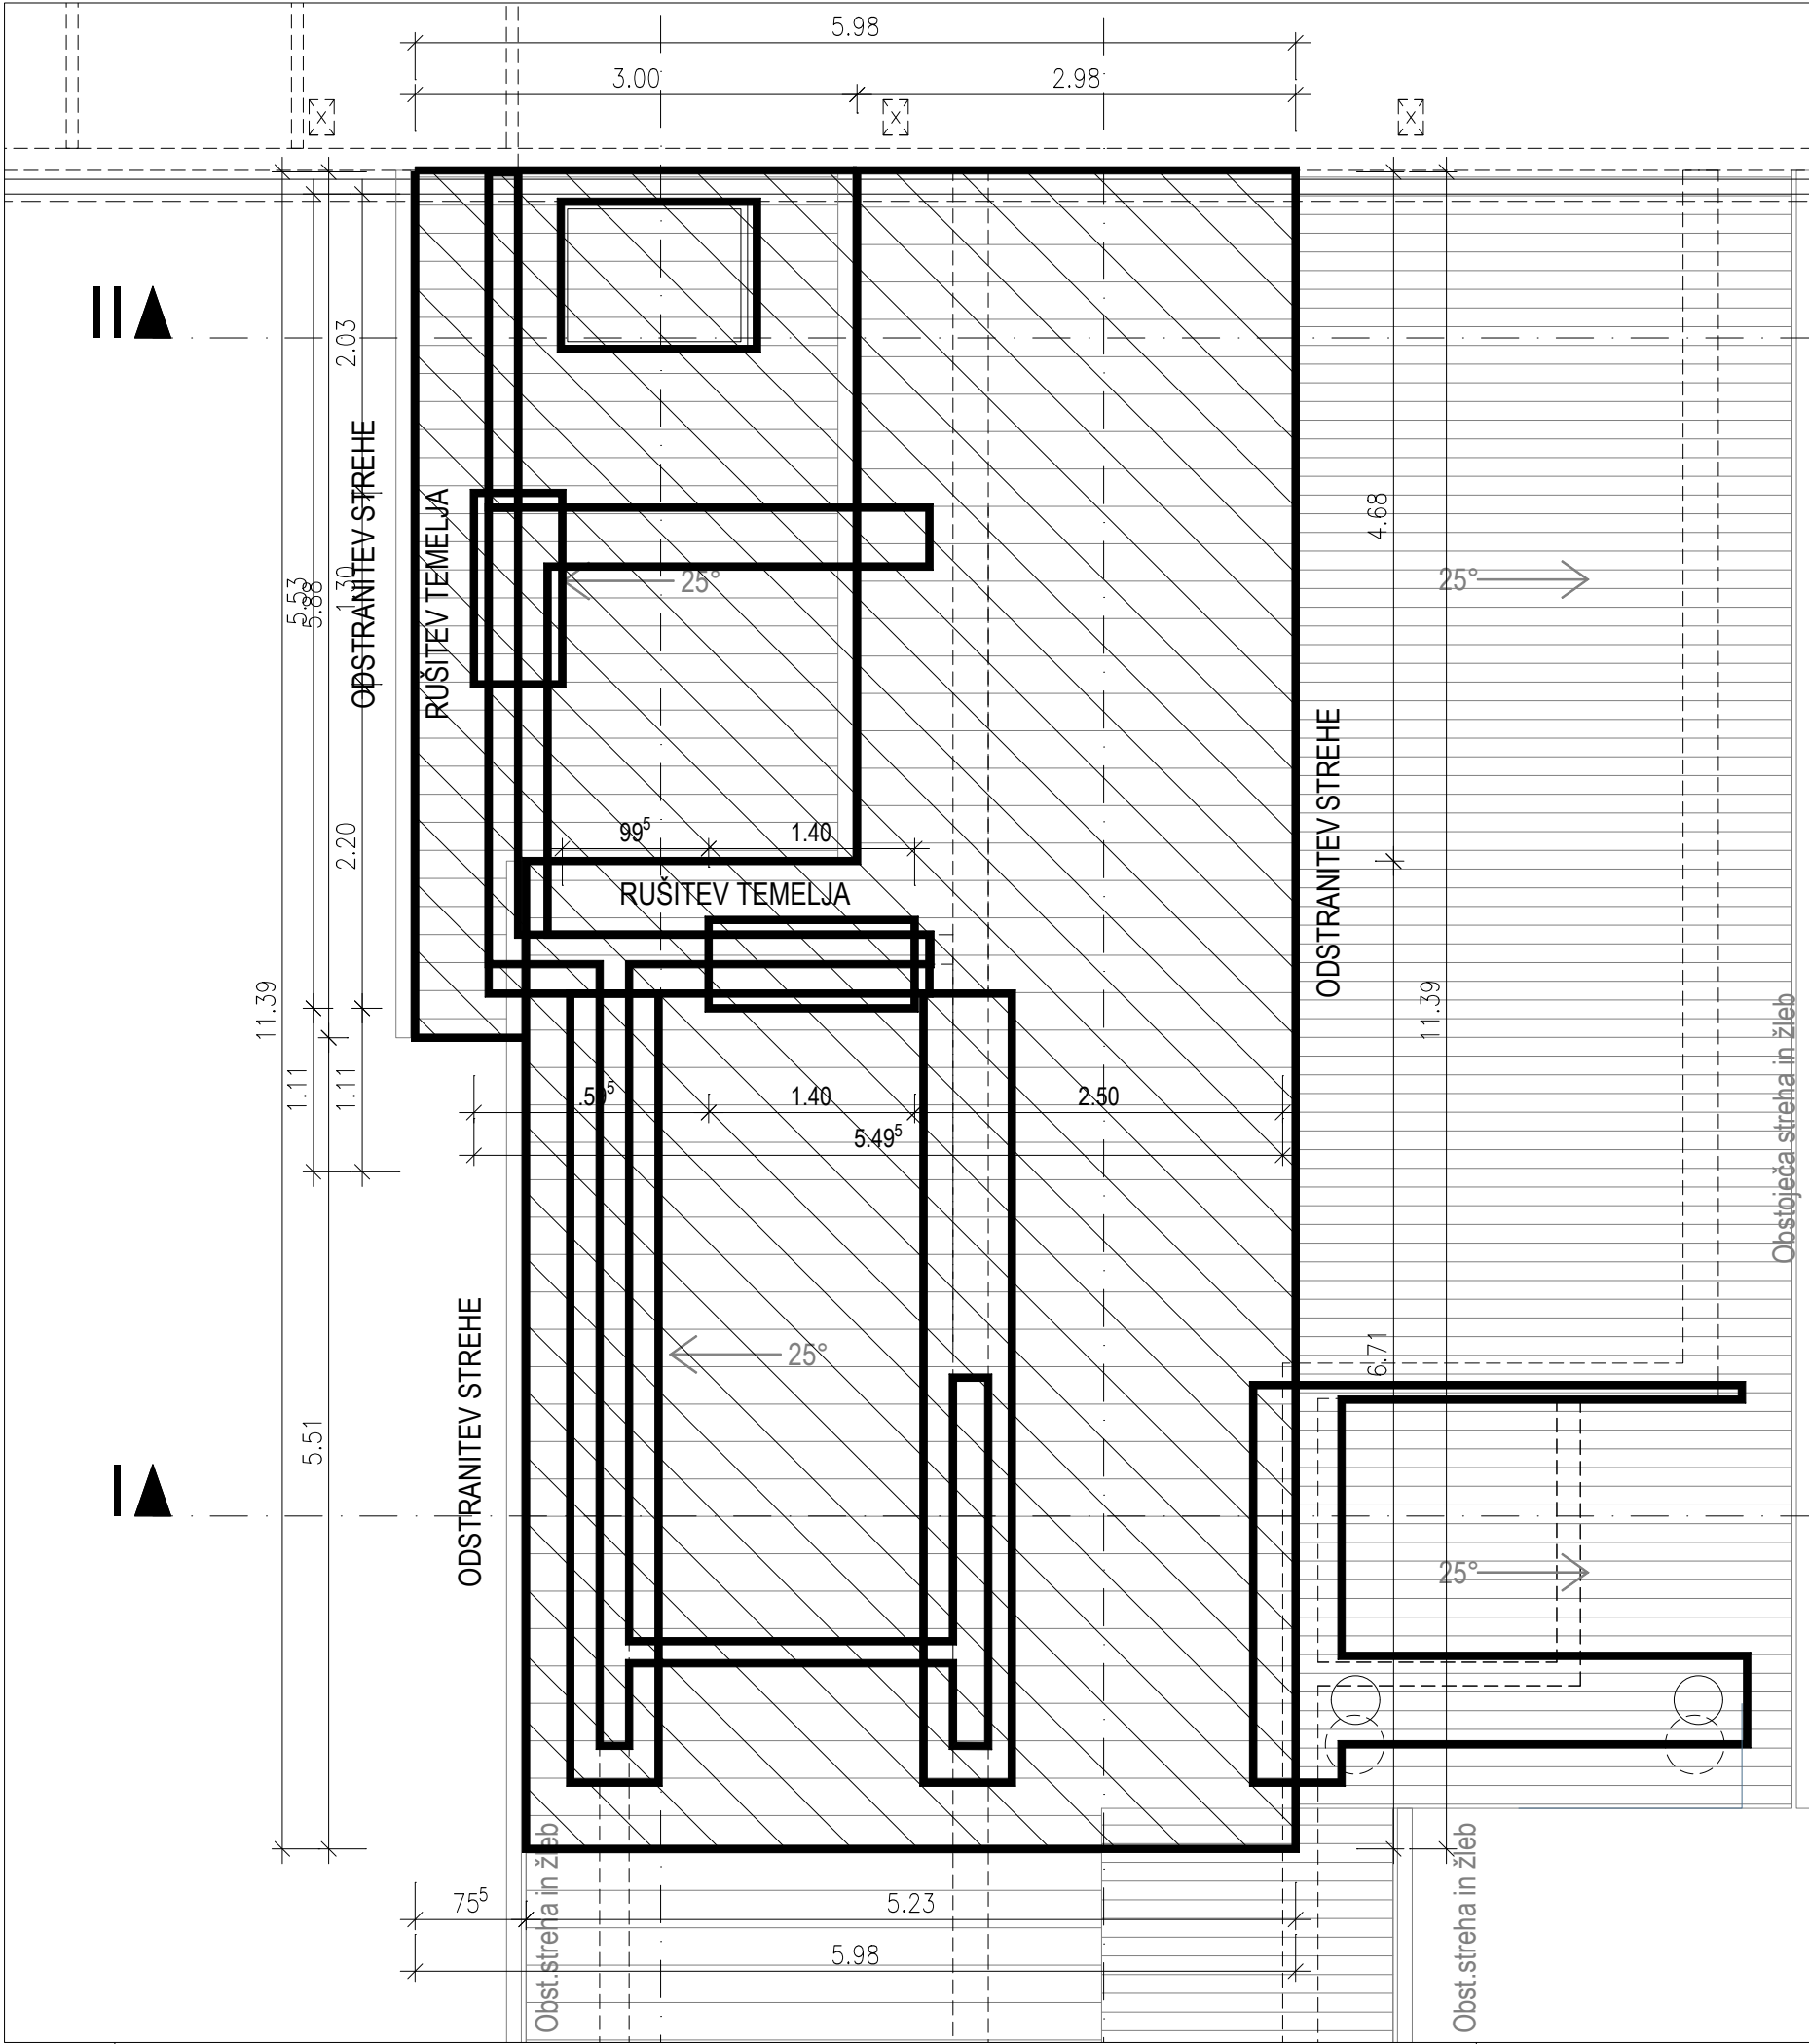 5.98
3.00
2.98
x
x
x
II
2.03
ODSTRANITEV STREHE
RUŠITEV TEMELJA
5.53
5.88
1.30
25°
25°
4.68
ODSTRANITEV STREHE
99⁵
1.40
2.20
RUŠITEV TEMELJA
11.39
11.39
1.11
1.11
1.40
2.50
5.49⁵
Obstoječa streha in žleb
ODSTRANITEV STREHE
25°
6.71
5.51
I
25°
75⁵
5.23
5.98
Obst.streha in žleb
Obst.streha in žleb